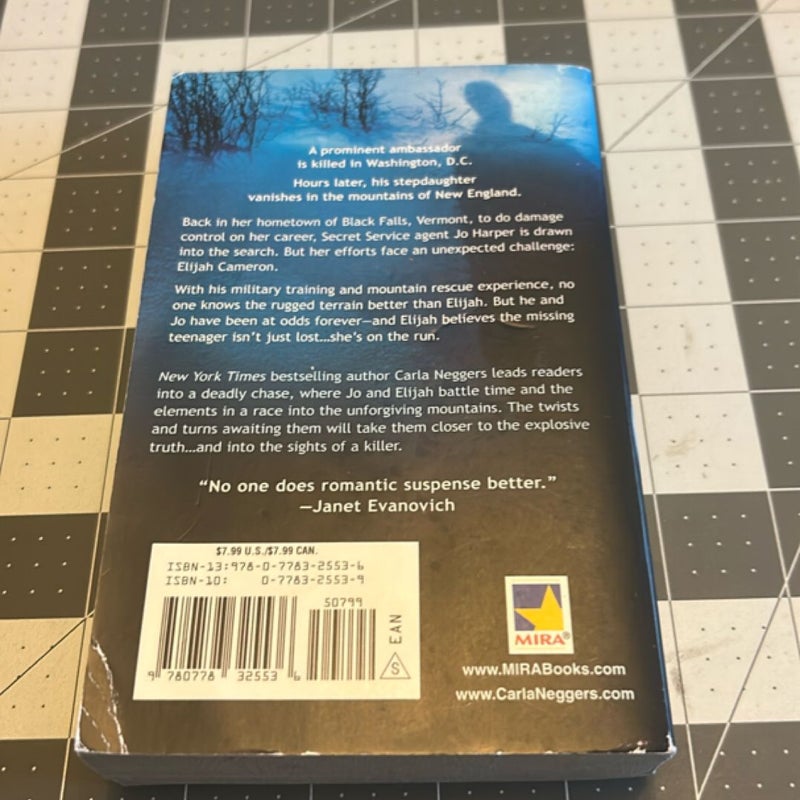 A prominent ambassador
is killed in Washington, D.C.
Hours later, his stepdaughter
vanishes in the mountains of New England.
Back in her hometown of Black Falls, Vermont, to do damage
control on her career, Secret Service agent Jo Harper is drawn
into the search. But her efforts face an unexpected challenge:
Elijah Cameron.
With his military training and mountain rescue experience, no
one knows the rugged terrain better than Elijah. But he and
Jo have been at odds forever—and Elijah believes the missing
teenager isn't just lost...she's on the run.
New York Times bestselling author Carla Neggers leads readers
into a deadly chase, where Jo and Elijah battle time and the
elements in a race into the unforgiving mountains. The twists
and turns awaiting them will take them closer to the explosive
truth...and into the sights of a killer.
"No one does romantic suspense better."
—Janet Evanovich
$7.99 U.S./$7.99 CAN.
ISBN-13:978-0-7783-2553-6
ISBN-10: 0-7783-2553-9
50799
EAN
S
9 780778 32553 6
MIRA®
www.MIRABooks.com
www.CarlaNeggers.com